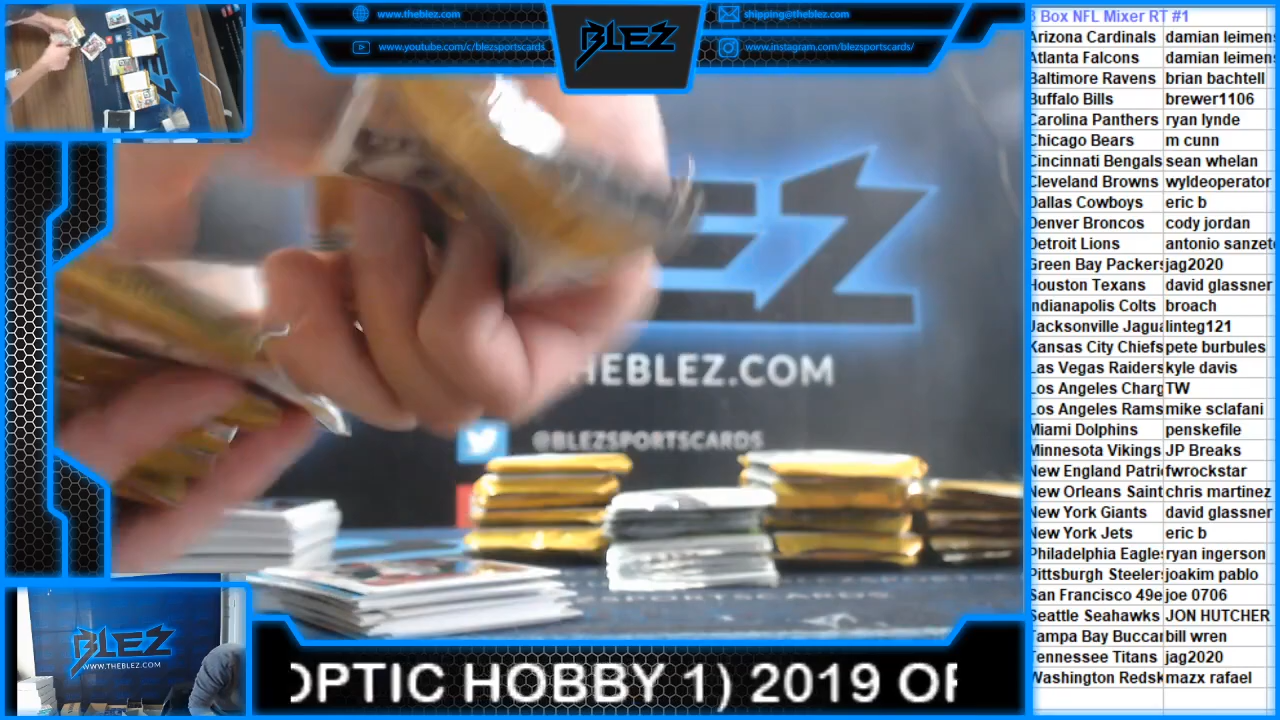 www.theblez.com
www.youtube.com/c/blezsportscards
BLEZ
shipping@theblez.com
www.instagram.com/blezsportscards/
EZ
HEBLEZ.COM
@BLEZSPORTSCARDS
BLEZ
WWW.THEBLEZ.COM
OPTIC HOBBY 1) 2019 OF
Box NFL Mixer RT #1
Arizona Cardinals damian leimens
Atlanta Falcons damian leimens
Baltimore Ravens brian bachtell
Buffalo Bills brewer1106
Carolina Panthers ryan lynde
Chicago Bears m cunn
Cincinnati Bengals sean whelan
Cleveland Browns wyldeoperator
Dallas Cowboys eric b
Denver Broncos cody jordan
Detroit Lions antonio sanzet
Green Bay Packers jag2020
Houston Texans david glassner
Indianapolis Colts broach
Jacksonville Jagua linteg121
Kansas City Chiefs pete burbules
Las Vegas Raiders kyle davis
Los Angeles Charg TW
Los Angeles Rams mike sclafani
Miami Dolphins penskefile
Minnesota Vikings JP Breaks
New England Patri fwrockstar
New Orleans Saint chris martinez
New York Giants david glassner
New York Jets eric b
Philadelphia Eagle ryan ingerson
Pittsburgh Steeler joakim pablo
San Francisco 49e joe 0706
Seattle Seahawks JON HUTCHER
Tampa Bay Buccar bill wren
Tennessee Titans jag2020
Washington Redsk mazx rafael